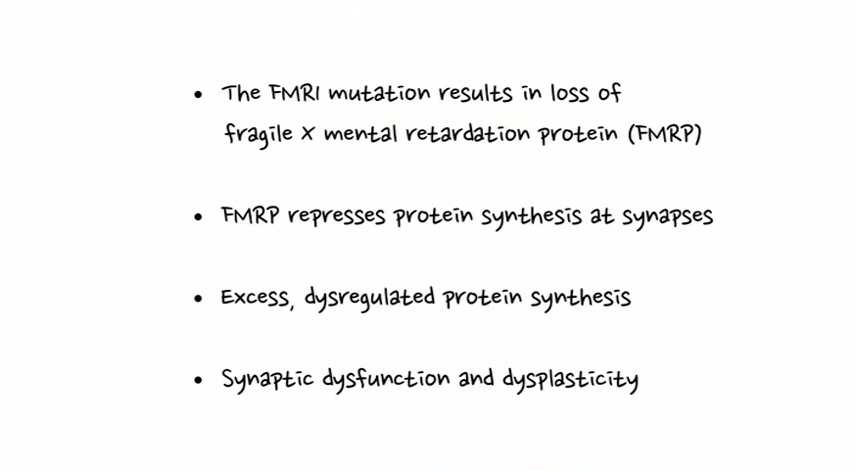 • The FMRI mutation results in loss of
fragile X mental retardation protein (FMRP)
• FMRP represses protein synthesis at synapses
• Excess, dysregulated protein synthesis
• Synaptic dysfunction and dysplasticity